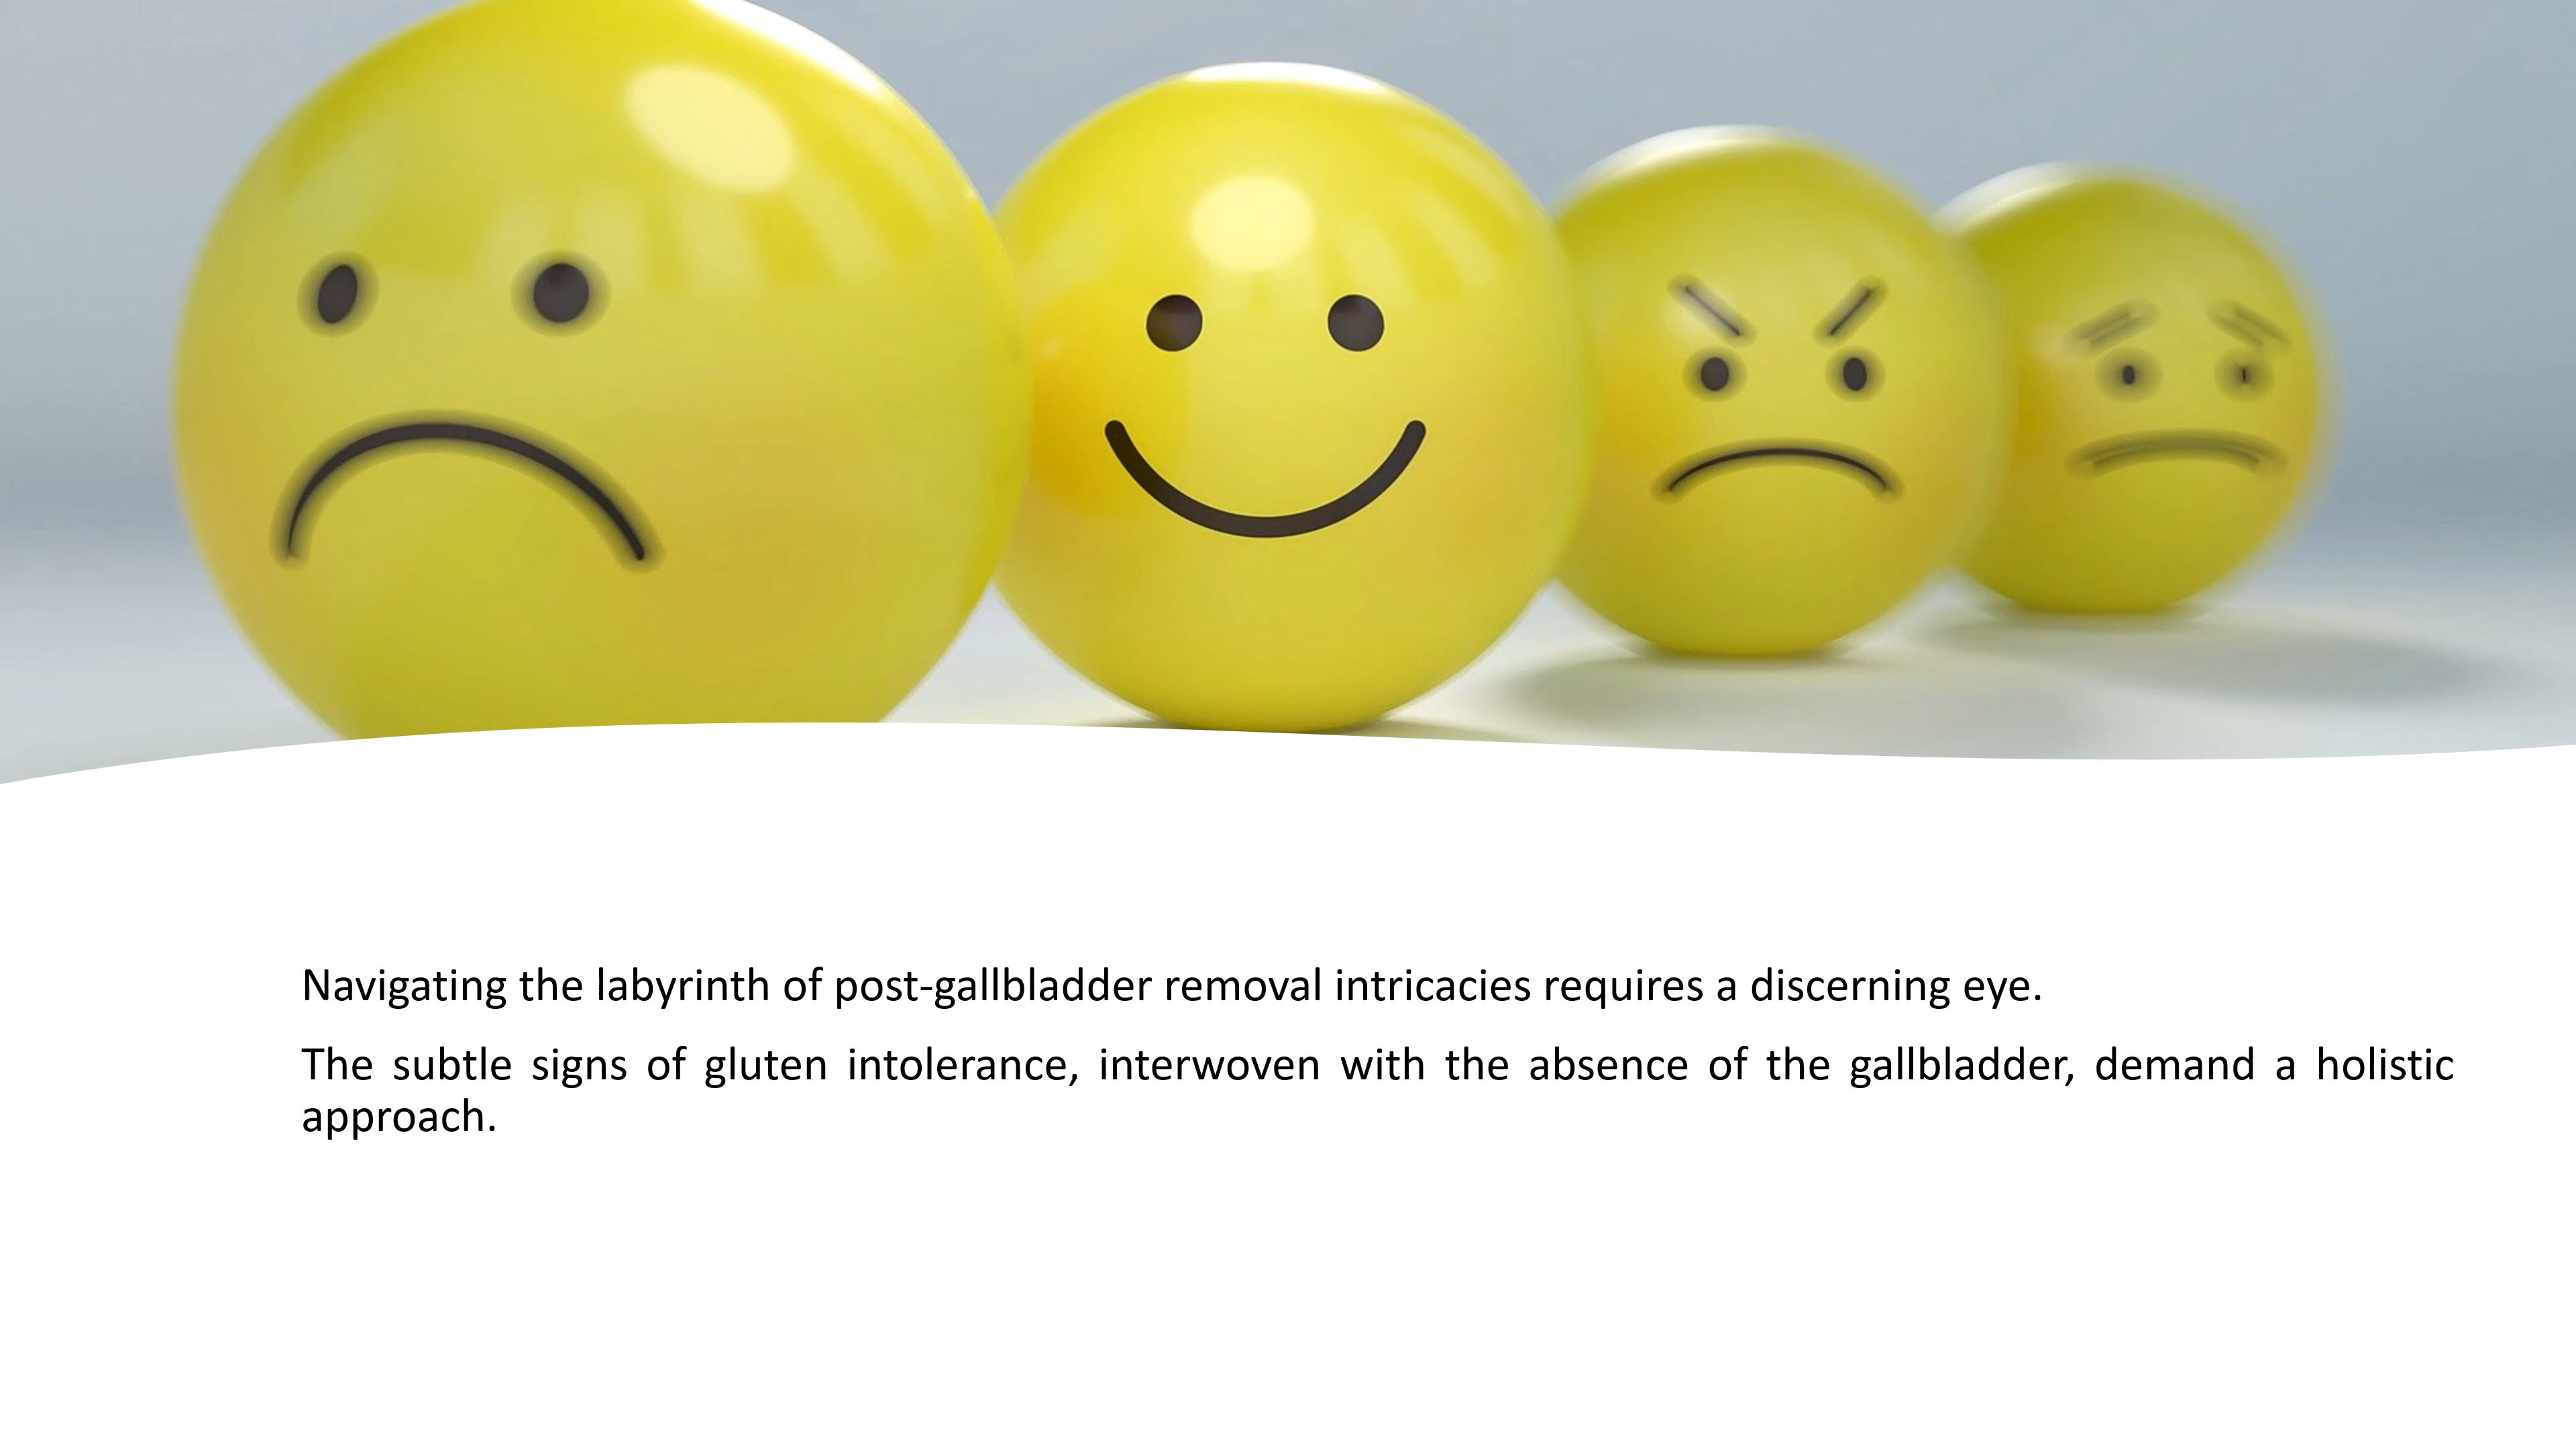 Navigating the labyrinth of post-gallbladder removal intricacies requires a discerning eye.
The subtle signs of gluten intolerance, interwoven with the absence of the gallbladder, demand a holistic
approach.